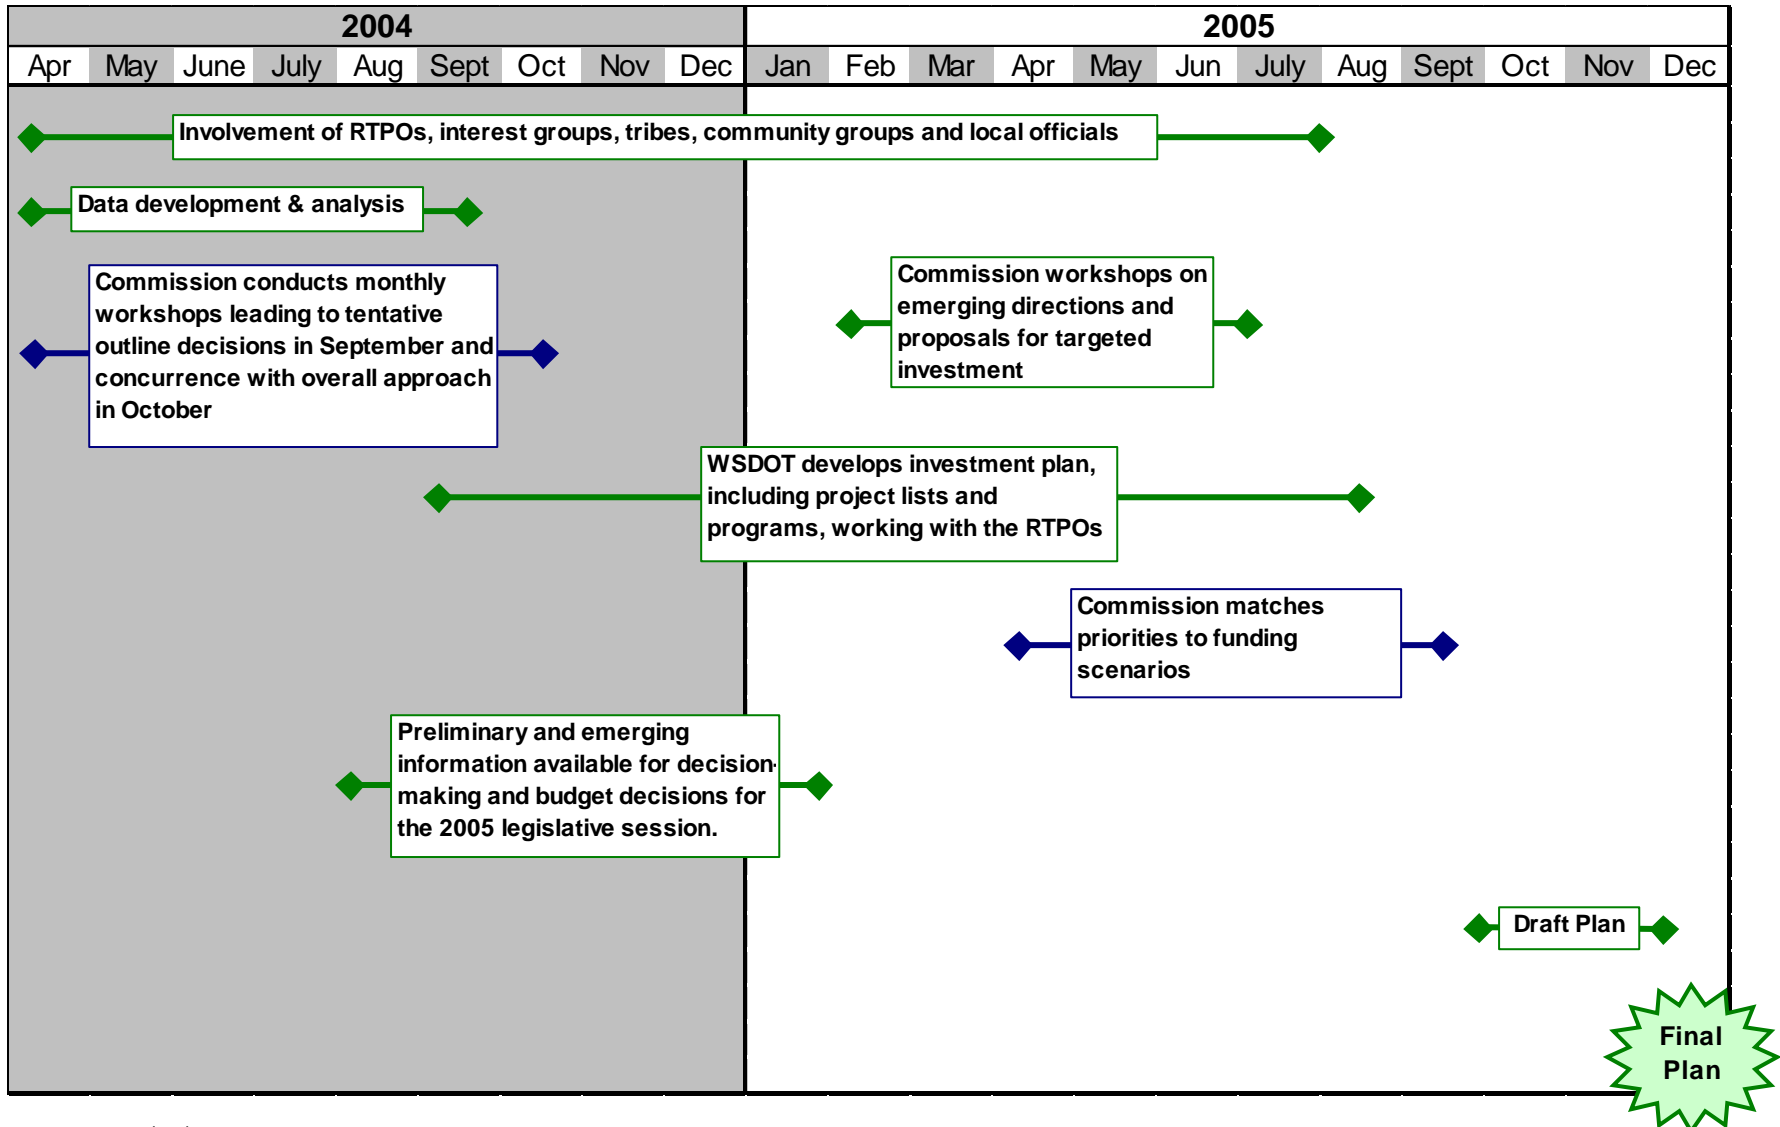 2004 2005
Apr May June July Aug Sept Oct Nov Dec Jan Feb Mar Apr May Jun July Aug Sept Oct Nov Dec
Involvement of RTPOs, interest groups, tribes, community groups and local officials
Data development & analysis
Commission conducts monthly
workshops leading to tentative
outline decisions in September and
concurrence with overall approach
in October
Commission workshops on
emerging directions and
proposals for targeted
investment
WSDOT develops investment plan,
including project lists and
programs, working with the RTPOs
Commission matches
priorities to funding
scenarios
Preliminary and emerging
information available for decision-
making and budget decisions for
the 2005 legislative session.
Draft Plan
Final
Plan